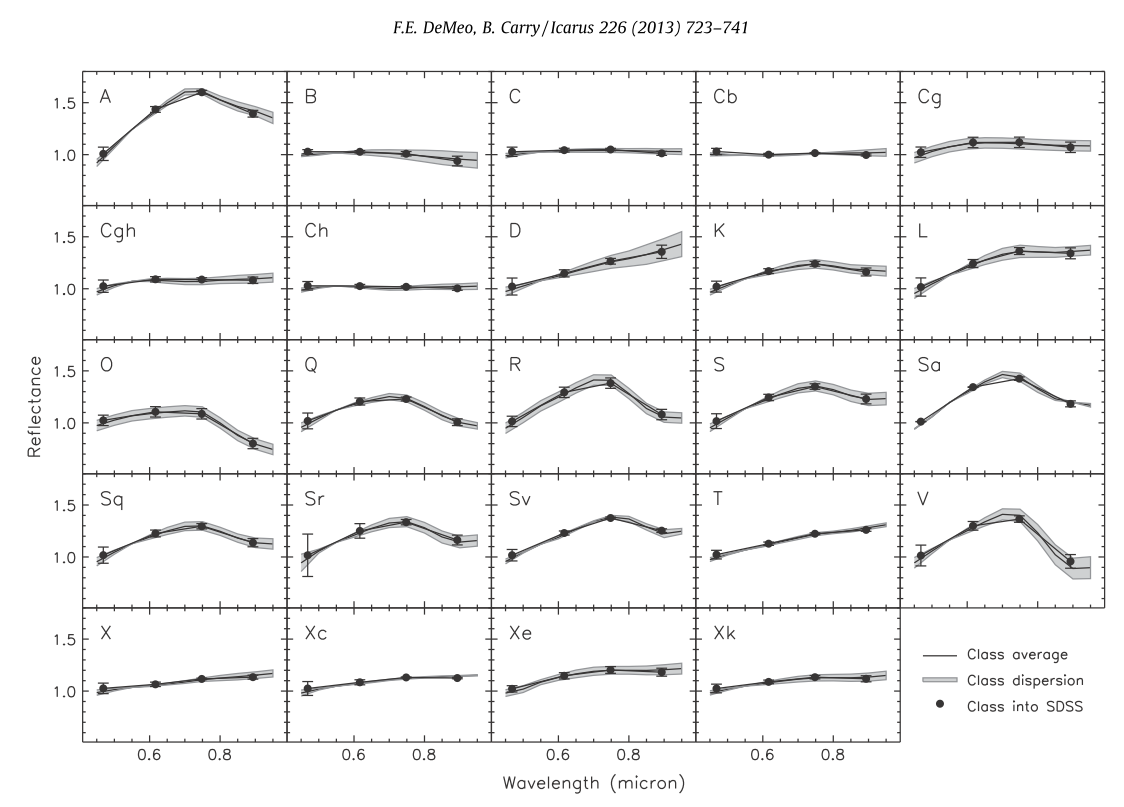 F.E. DeMeo, B. Carry / Icarus 226 (2013) 723–741
A B C Cb Cg
1.5
1.0
Cgh Ch D K L
1.5
1.0
O Q R S Sa
1.5
1.0
Sq Sr Sv T V
1.5
1.0
X Xc Xe Xk
1.5
1.0
Class average
Class dispersion
Class into SDSS
0.6 0.8 0.6 0.8 0.6 0.8 0.6 0.8
Reflectance
Wavelength (micron)